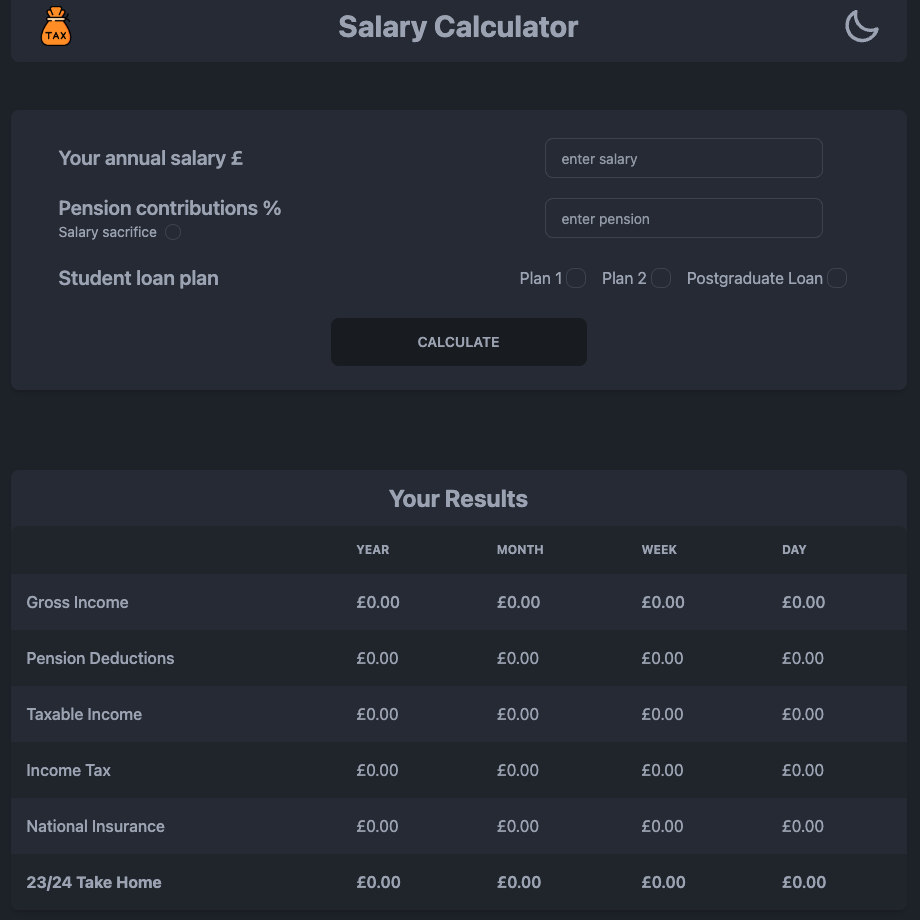 TAX
Salary Calculator
Your annual salary £
enter salary
Pension contributions %
enter pension
Salary sacrifice
Student loan plan
Plan 1 Plan 2 Postgraduate Loan
CALCULATE
Your Results
YEAR MONTH WEEK DAY
Gross Income £0.00 £0.00 £0.00 £0.00
Pension Deductions £0.00 £0.00 £0.00 £0.00
Taxable Income £0.00 £0.00 £0.00 £0.00
Income Tax £0.00 £0.00 £0.00 £0.00
National Insurance £0.00 £0.00 £0.00 £0.00
23/24 Take Home £0.00 £0.00 £0.00 £0.00